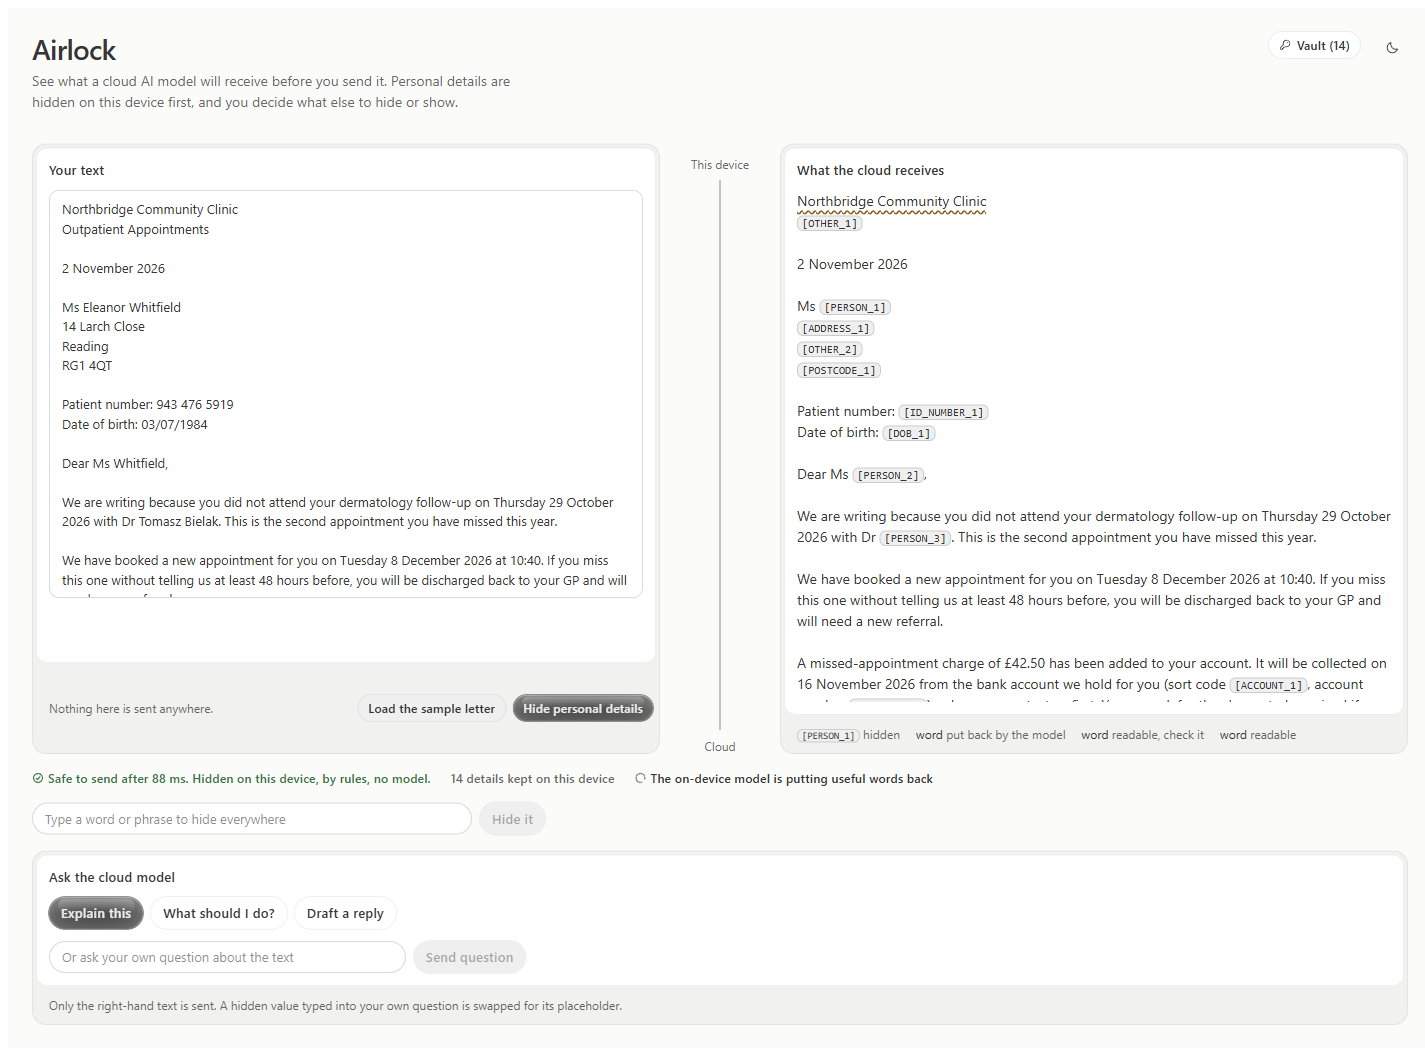 Airlock
Vault (14)
See what a cloud AI model will receive before you send it. Personal details are
hidden on this device first, and you decide what else to hide or show.
Your text
Northbridge Community Clinic
Outpatient Appointments
2 November 2026
Ms Eleanor Whitfield
14 Larch Close
Reading
RG1 4QT
Patient number: 943 476 5919
Date of birth: 03/07/1984
Dear Ms Whitfield,
We are writing because you did not attend your dermatology follow-up on Thursday 29 October
2026 with Dr Tomasz Bielak. This is the second appointment you have missed this year.
We have booked a new appointment for you on Tuesday 8 December 2026 at 10:40. If you miss
this one without telling us at least 48 hours before, you will be discharged back to your GP and will
Nothing here is sent anywhere.
Load the sample letter
Hide personal details
This device
Cloud
What the cloud receives
Northbridge Community Clinic
[OTHER_1]
2 November 2026
Ms [PERSON_1]
[ADDRESS_1]
[OTHER_2]
[POSTCODE_1]
Patient number: [ID_NUMBER_1]
Date of birth: [DOB_1]
Dear Ms [PERSON_2],
We are writing because you did not attend your dermatology follow-up on Thursday 29 October
2026 with Dr [PERSON_3]. This is the second appointment you have missed this year.
We have booked a new appointment for you on Tuesday 8 December 2026 at 10:40. If you miss
this one without telling us at least 48 hours before, you will be discharged back to your GP and
will need a new referral.
A missed-appointment charge of £42.50 has been added to your account. It will be collected on
16 November 2026 from the bank account we hold for you (sort code [ACCOUNT_1], account
[PERSON_1] hidden word put back by the model word readable, check it word readable
Safe to send after 88 ms. Hidden on this device, by rules, no model. 14 details kept on this device The on-device model is putting useful words back
Type a word or phrase to hide everywhere
Hide it
Ask the cloud model
Explain this
What should I do?
Draft a reply
Or ask your own question about the text
Send question
Only the right-hand text is sent. A hidden value typed into your own question is swapped for its placeholder.